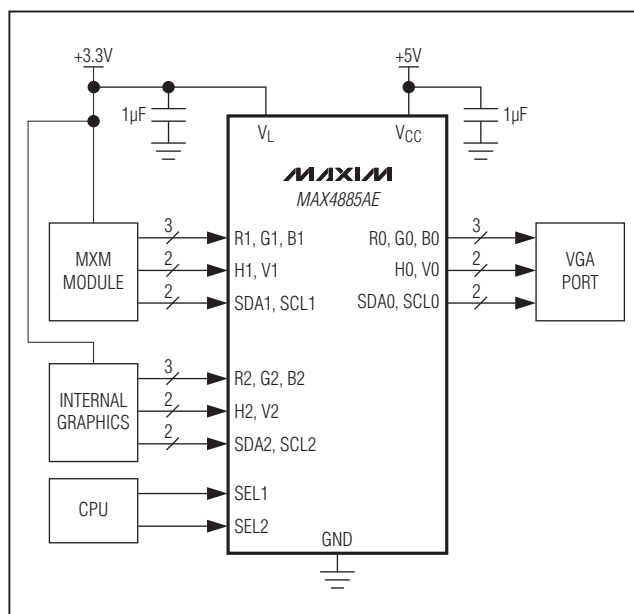 +3.3V
+5V
1µF
1µF
VL
VCC
MAXIM
MAX4885AE
MXM
MODULE
3
2
2
R1, G1, B1
H1, V1
SDA1, SCL1
R0, G0, B0
H0, V0
SDA0, SCL0
3
2
2
VGA
PORT
INTERNAL
GRAPHICS
3
2
2
R2, G2, B2
H2, V2
SDA2, SCL2
CPU
SEL1
SEL2
GND